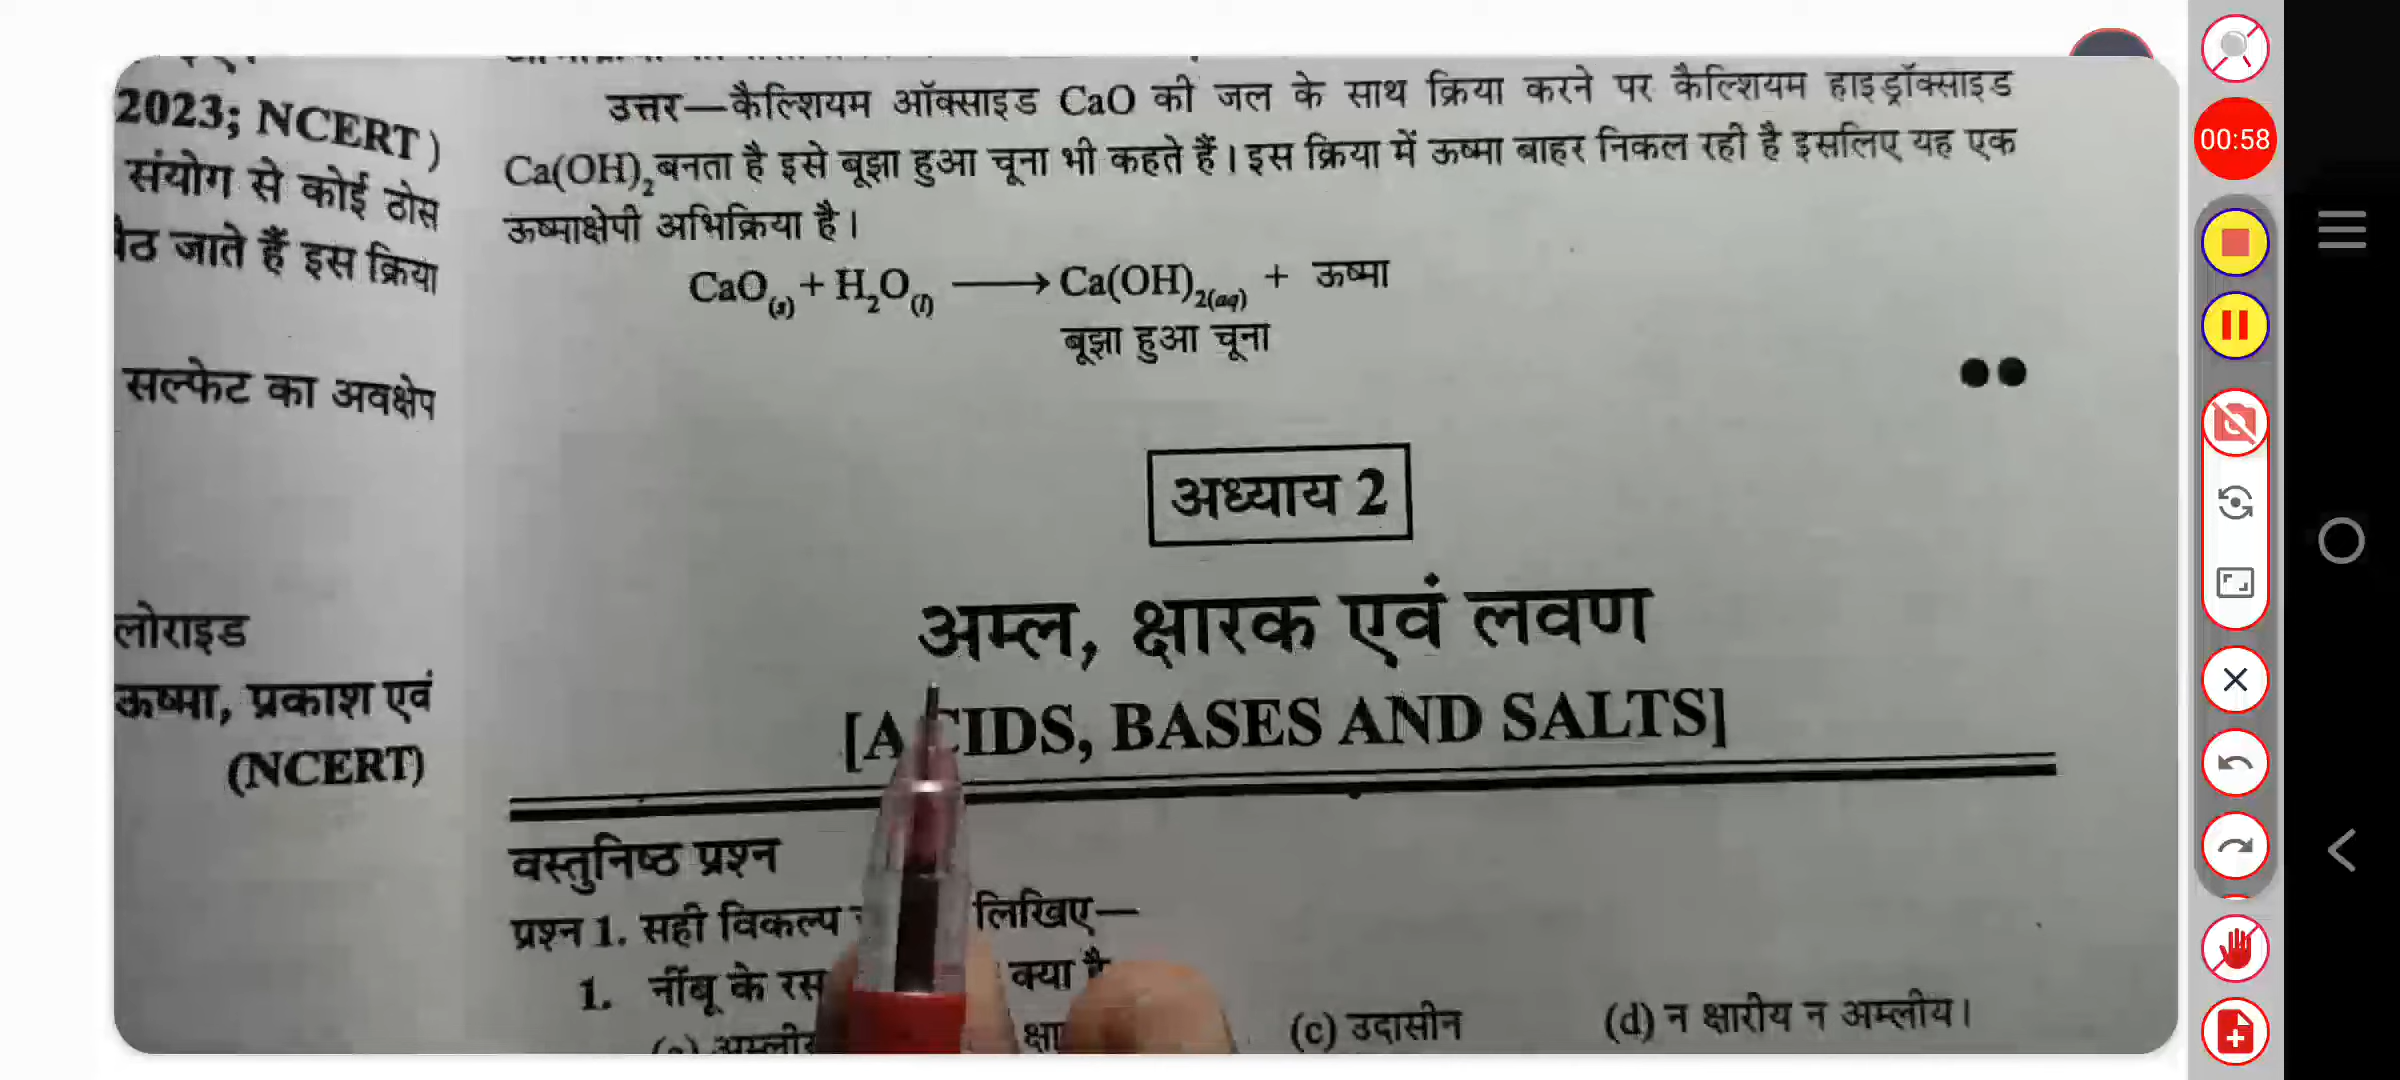 2023; NCERT)
संयोग से कोई ठोस
जाते हैं इस क्रिया
सल्फेट का अवक्षेप
लोराइड
ऊष्मा, प्रकाश एवं
(NCERT)
उत्तर—कैल्शियम ऑक्साइड CaO की जल के साथ क्रिया करने पर कैल्शियम हाइड्रॉक्साइड
Ca(OH)₂ बनता है इसे बूझा हुआ चूना भी कहते हैं। इस क्रिया में ऊष्मा बाहर निकल रही है इसलिए यह एक
ऊष्माक्षेपी अभिक्रिया है।
CaO(s) + H₂O(l) ⟶ Ca(OH)₂(aq) + ऊष्मा
बूझा हुआ चूना
अध्याय 2
अम्ल, क्षारक एवं लवण
[ACIDS, BASES AND SALTS]
वस्तुनिष्ठ प्रश्न
प्रश्न 1. सही विकल्प लिखिए—
1. नींबू के रस क्या है
(c) उदासीन (d) न क्षारीय न अम्लीय।
00:58